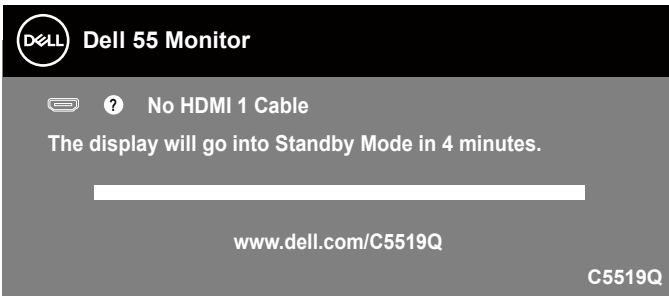 DELL Dell 55 Monitor
? No HDMI 1 Cable
The display will go into Standby Mode in 4 minutes.
www.dell.com/C5519Q
C5519Q